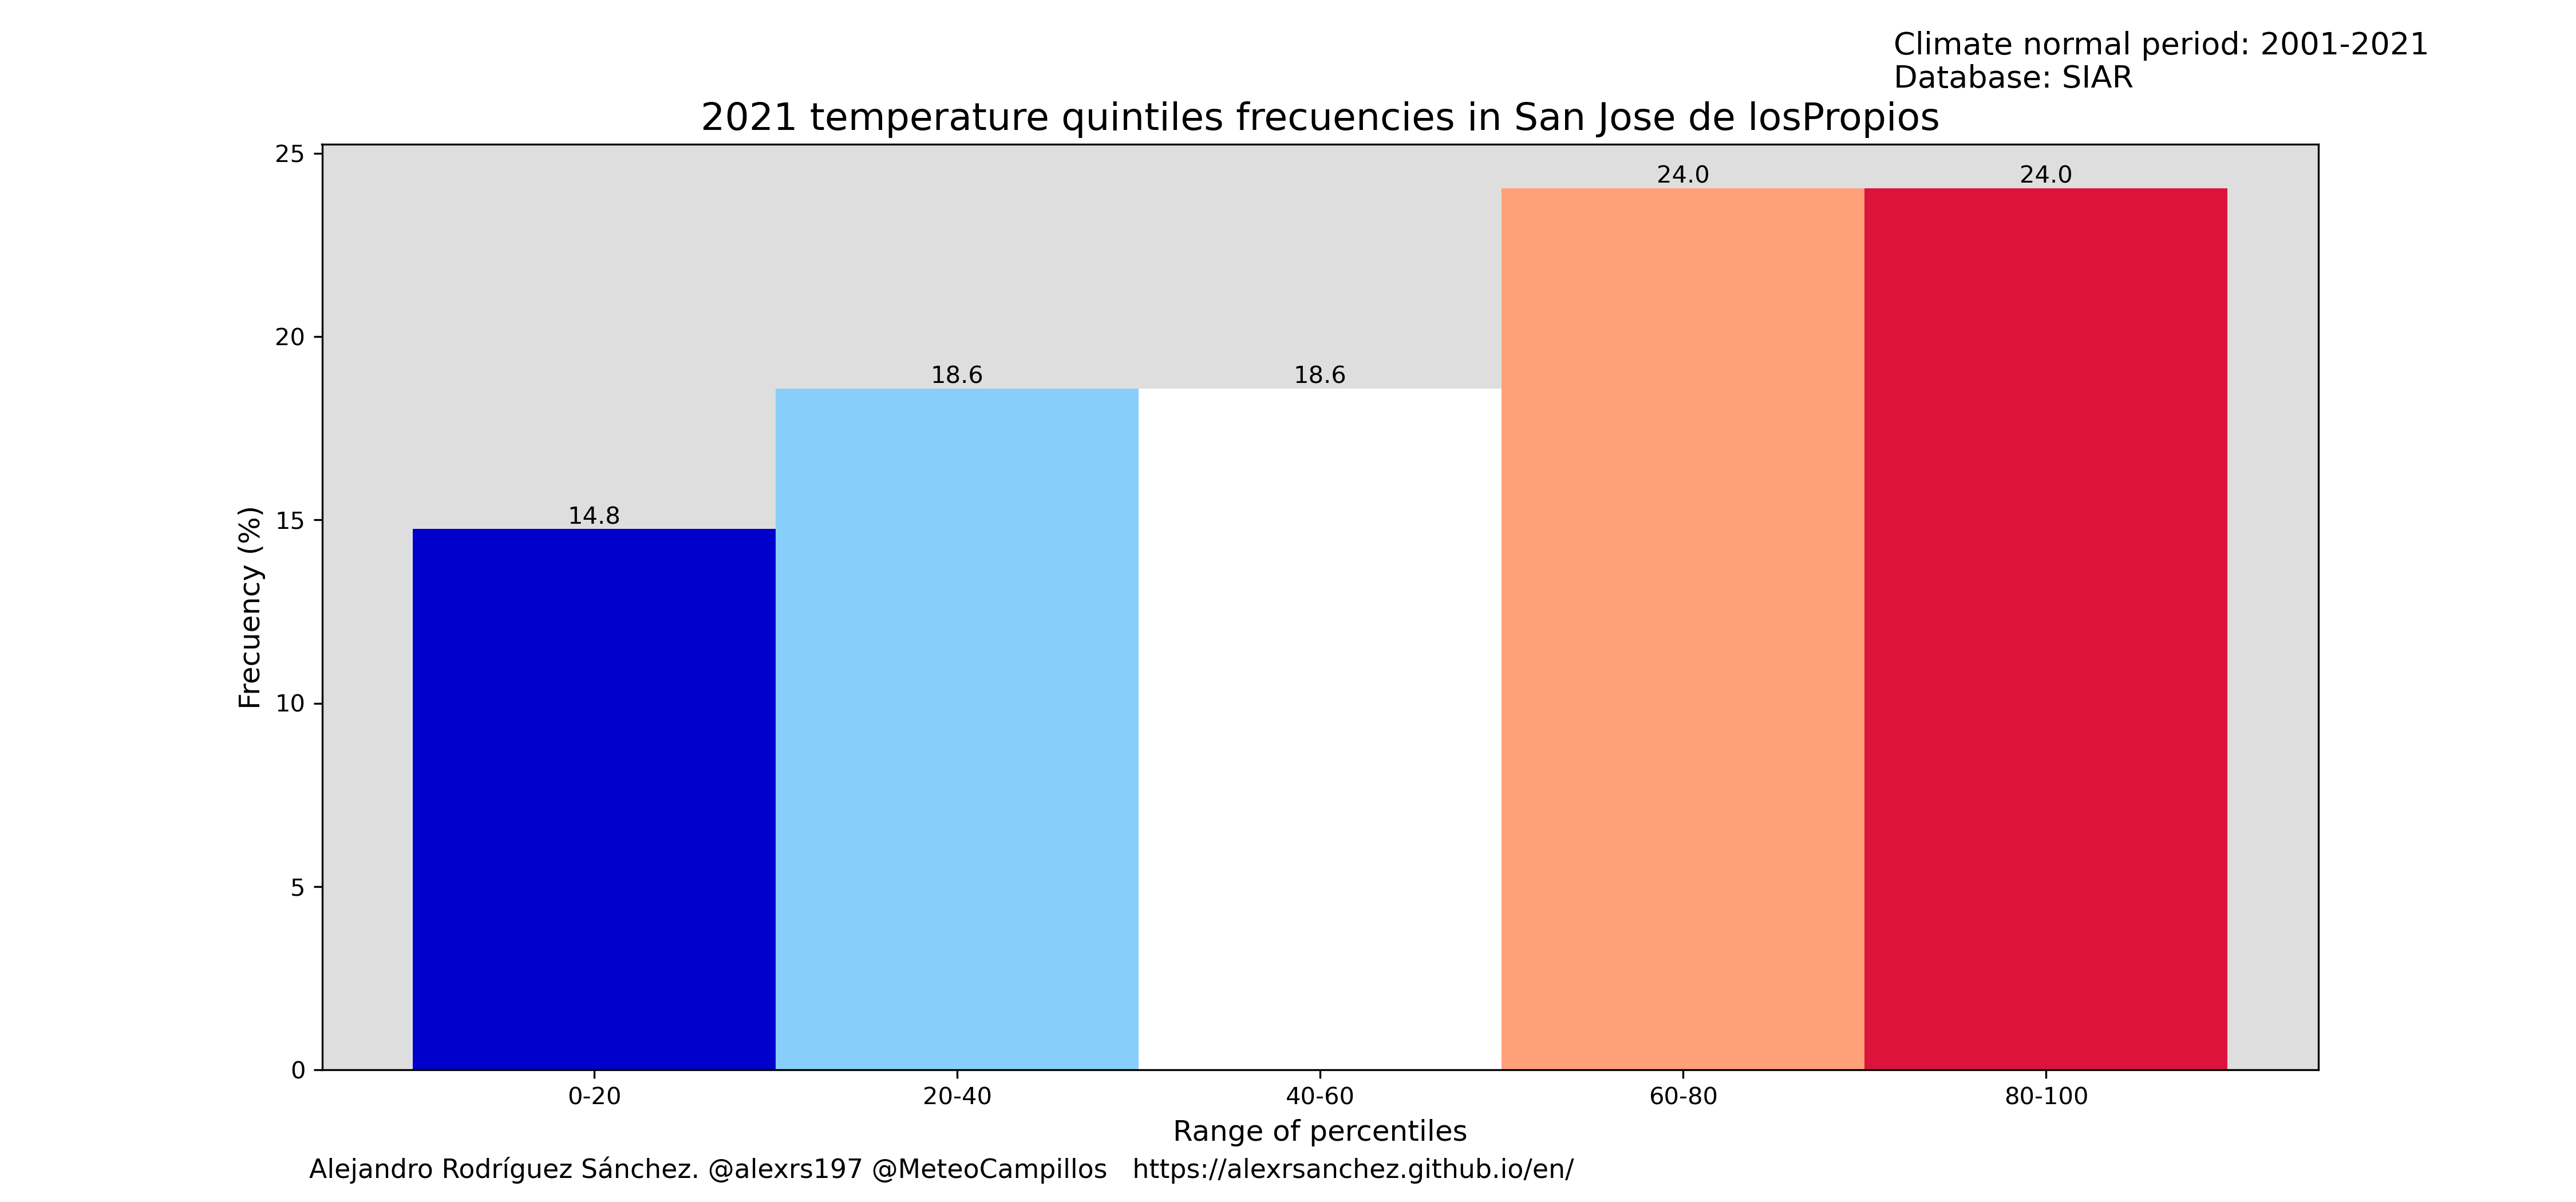 Climate normal period: 2001-2021
Database: SIAR
2021 temperature quintiles frecuencies in San Jose de losPropios
25
20
15
10
5
0
Frecuency (%)
14.8
18.6
18.6
24.0
24.0
0-20
20-40
40-60
60-80
80-100
Range of percentiles
Alejandro Rodríguez Sánchez. @alexrs197 @MeteoCampillos   https://alexrsanchez.github.io/en/